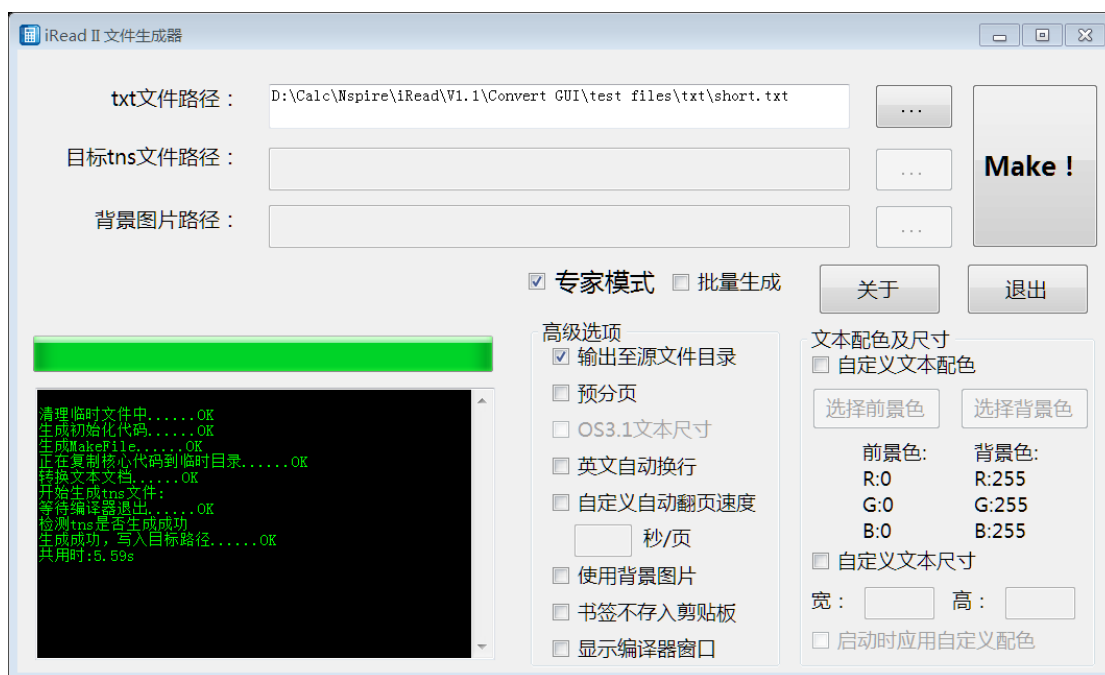 iRead II 文件生成器
txt文件路径：
D:\Calc\Nspire\iRead\V1.1\Convert GUI\test files\txt\short.txt
...
Make！
目标tns文件路径：
...
背景图片路径：
...
专家模式
批量生成
关于
退出
清理临时文件中......OK
生成初始化代码......OK
生成MakeFile......OK
正在复制核心代码到临时目录......OK
转换文本文档......OK
开始生成tns文件:
等待编译器退出......OK
检测tns是否生成成功
生成成功，写入目标路径......OK
共用时:5.59s
高级选项
输出至源文件目录
预分页
OS3.1文本尺寸
英文自动换行
自定义自动翻页速度
秒/页
使用背景图片
书签不存入剪贴板
显示编译器窗口
文本配色及尺寸
自定义文本配色
选择前景色
选择背景色
前景色: 背景色:
R:0 R:255
G:0 G:255
B:0 B:255
自定义文本尺寸
宽： 高：
启动时应用自定义配色